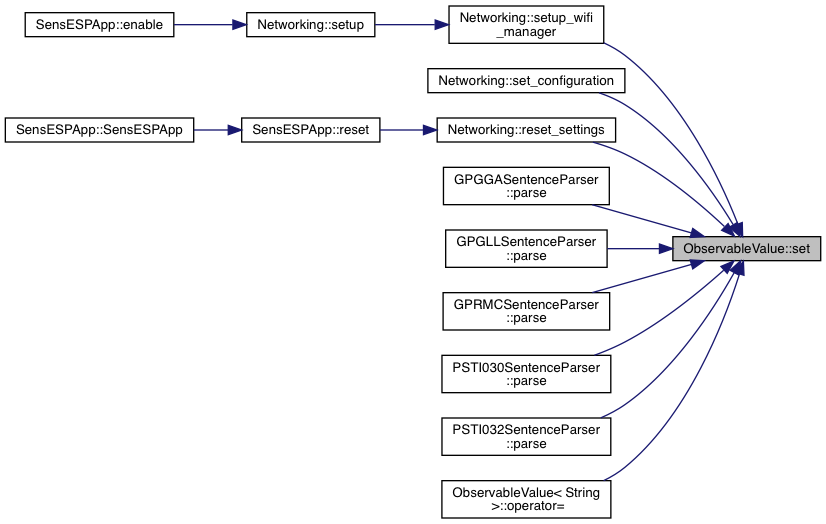 SensESPApp::enable
Networking::setup
Networking::setup_wifi
_manager
Networking::set_configuration
SensESPApp::SensESPApp
SensESPApp::reset
Networking::reset_settings
GPGGASentenceParser
::parse
GPGLLSentenceParser
::parse
ObservableValue::set
GPRMCSentenceParser
::parse
PSTI030SentenceParser
::parse
PSTI032SentenceParser
::parse
ObservableValue< String
>::operator=